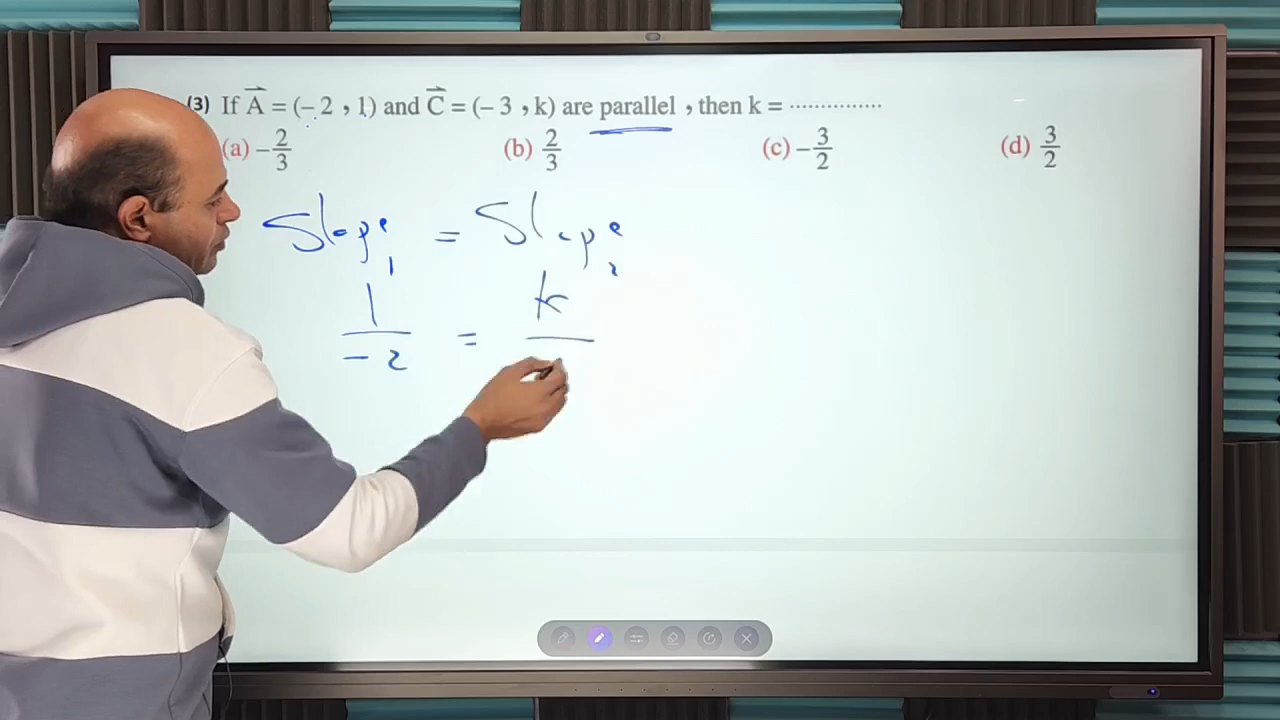 (3) If A⃗ = (– 2 , 1) and C⃗ = (– 3 , k) are parallel , then k = ................
(a) – 2/3 (b) 2/3 (c) – 3/2 (d) 3/2
Slope₁ = Slope₂
1/-2 = k/